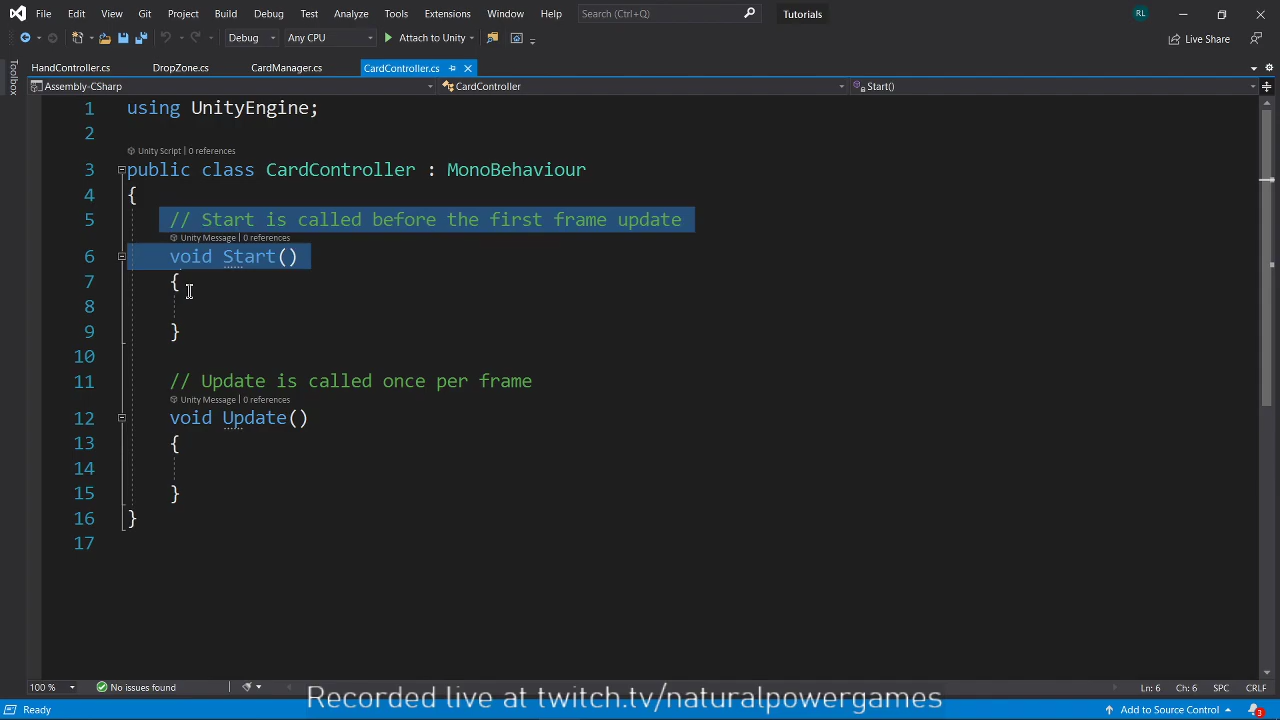 File Edit View Git Project Build Debug Test Analyze Tools Extensions Window Help Search (Ctrl+Q) Tutorials RL
Debug Any CPU Attach to Unity Live Share
Toolbox
HandController.cs DropZone.cs CardManager.cs CardController.cs
Assembly-CSharp CardController Start()
1 using UnityEngine;
2
Unity Script | 0 references
3 public class CardController : MonoBehaviour
4 {
5 // Start is called before the first frame update
Unity Message | 0 references
6 void Start()
7 {
8
9 }
10
11 // Update is called once per frame
Unity Message | 0 references
12 void Update()
13 {
14
15 }
16 }
17
100 % No issues found Ln: 6 Ch: 6 SPC CRLF
Recorded live at twitch.tv/naturalpowergames
Ready Add to Source Control 3